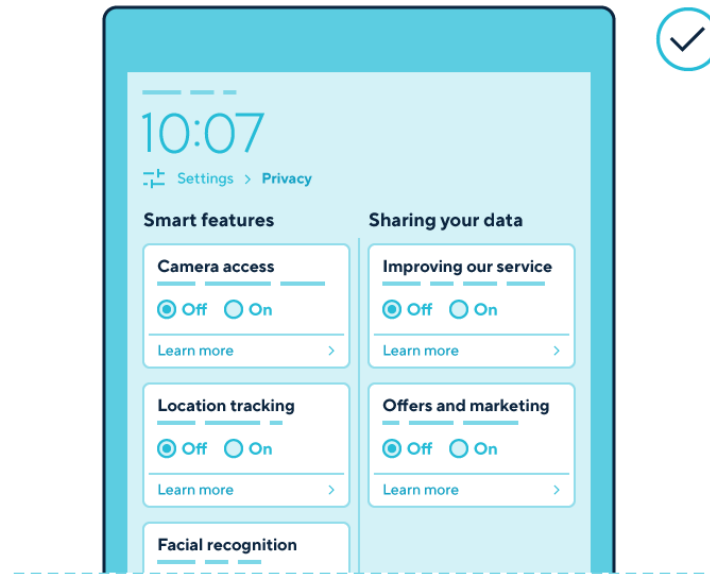 10:07
Settings > Privacy
Smart features
Camera access
Off On
Learn more >
Location tracking
Off On
Learn more >
Facial recognition
Sharing your data
Improving our service
Off On
Learn more >
Offers and marketing
Off On
Learn more >